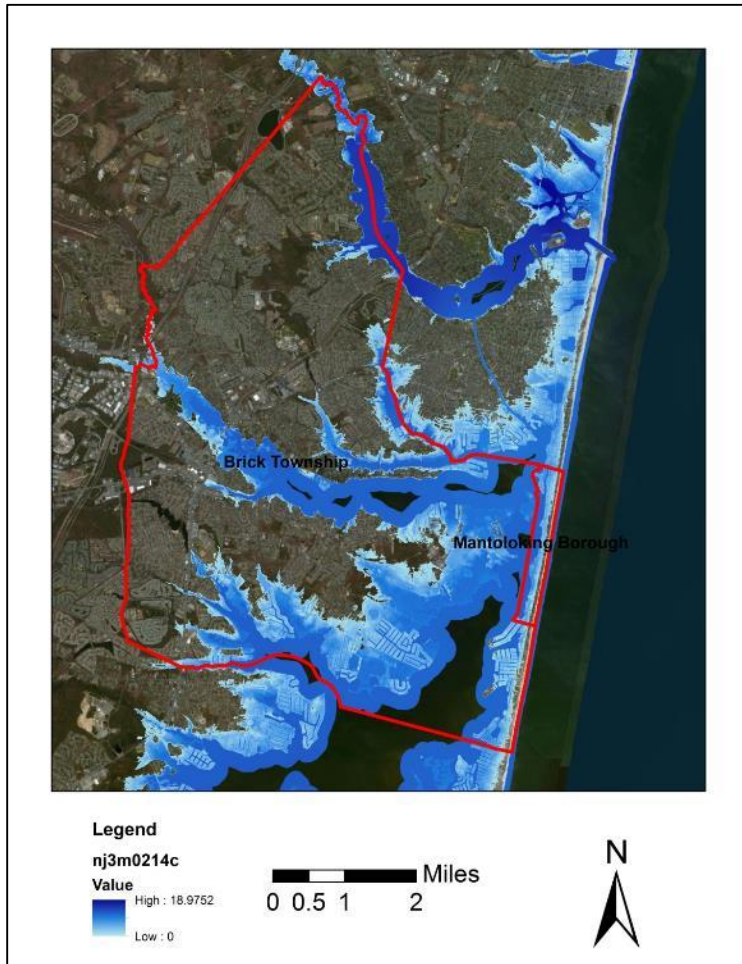 Brick Township
Mantoloking Borough
Legend
nj3m0214c
Value
High : 18.9752
Low : 0
Miles
0 0.5 1 2
N